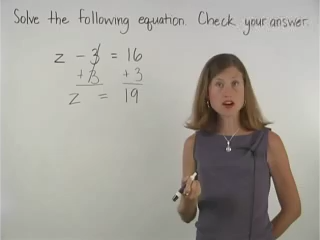 Solve the following equation. Check your answer.
z - 3 = 16
+ 3 + 3
z = 19